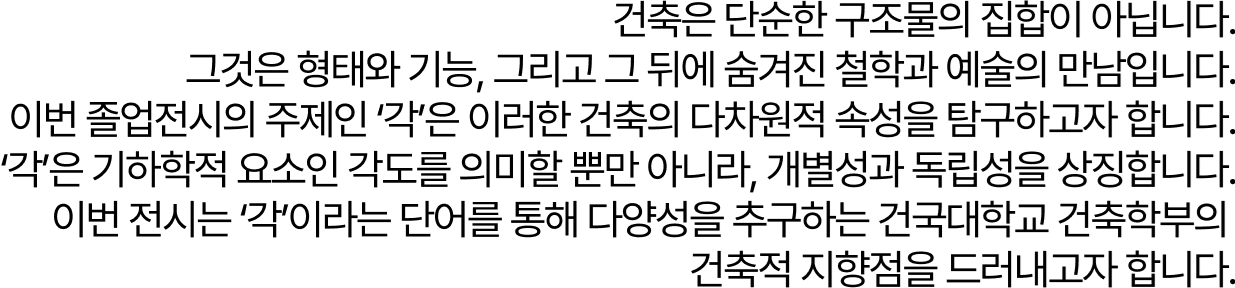 건축은 단순한 구조물의 집합이 아닙니다.
그것은 형태와 기능, 그리고 그 뒤에 숨겨진 철학과 예술의 만남입니다.
이번 졸업전시의 주제인 ‘각’은 이러한 건축의 다차원적 속성을 탐구하고자 합니다.
‘각’은 기하학적 요소인 각도를 의미할 뿐만 아니라, 개별성과 독립성을 상징합니다.
이번 전시는 ‘각’이라는 단어를 통해 다양성을 추구하는 건국대학교 건축학부의
건축적 지향점을 드러내고자 합니다.